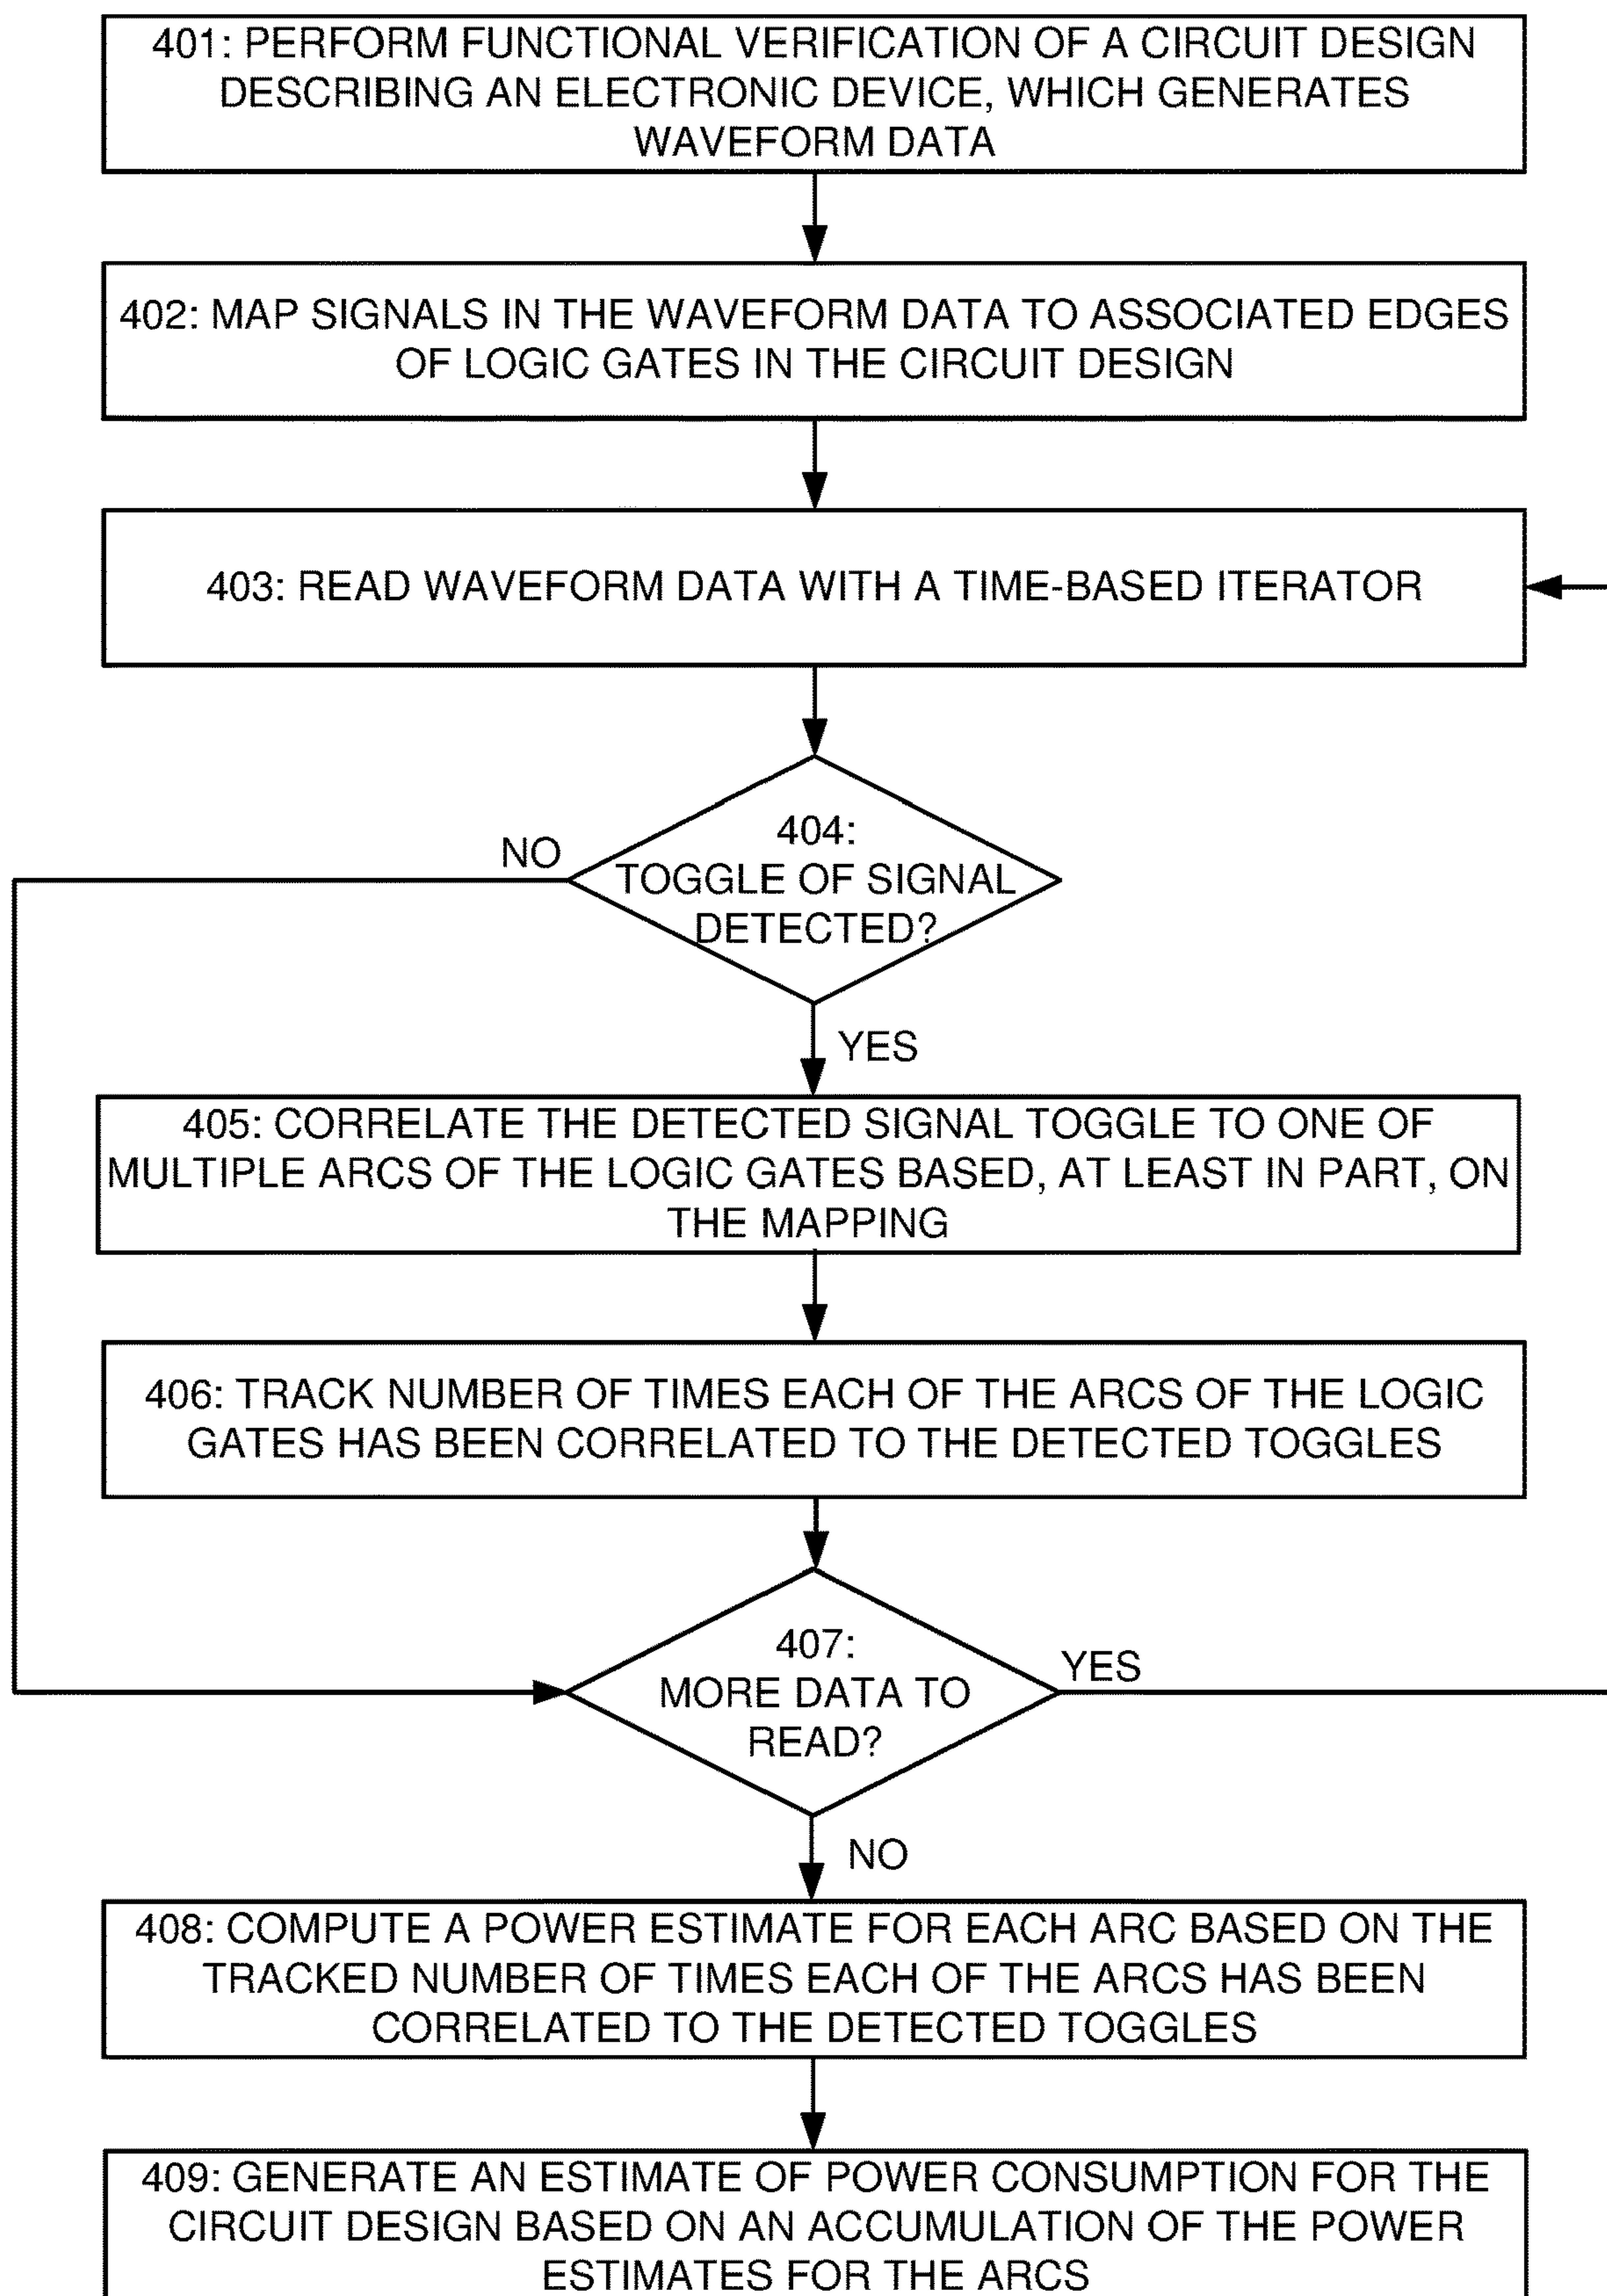 401: PERFORM FUNCTIONAL VERIFICATION OF A CIRCUIT DESIGN
DESCRIBING AN ELECTRONIC DEVICE, WHICH GENERATES
WAVEFORM DATA
402: MAP SIGNALS IN THE WAVEFORM DATA TO ASSOCIATED EDGES
OF LOGIC GATES IN THE CIRCUIT DESIGN
403: READ WAVEFORM DATA WITH A TIME-BASED ITERATOR
404:
TOGGLE OF SIGNAL
DETECTED?
NO
YES
405: CORRELATE THE DETECTED SIGNAL TOGGLE TO ONE OF
MULTIPLE ARCS OF THE LOGIC GATES BASED, AT LEAST IN PART, ON
THE MAPPING
406: TRACK NUMBER OF TIMES EACH OF THE ARCS OF THE LOGIC
GATES HAS BEEN CORRELATED TO THE DETECTED TOGGLES
407:
MORE DATA TO
READ?
YES
NO
408: COMPUTE A POWER ESTIMATE FOR EACH ARC BASED ON THE
TRACKED NUMBER OF TIMES EACH OF THE ARCS HAS BEEN
CORRELATED TO THE DETECTED TOGGLES
409: GENERATE AN ESTIMATE OF POWER CONSUMPTION FOR THE
CIRCUIT DESIGN BASED ON AN ACCUMULATION OF THE POWER
ESTIMATES FOR THE ARCS